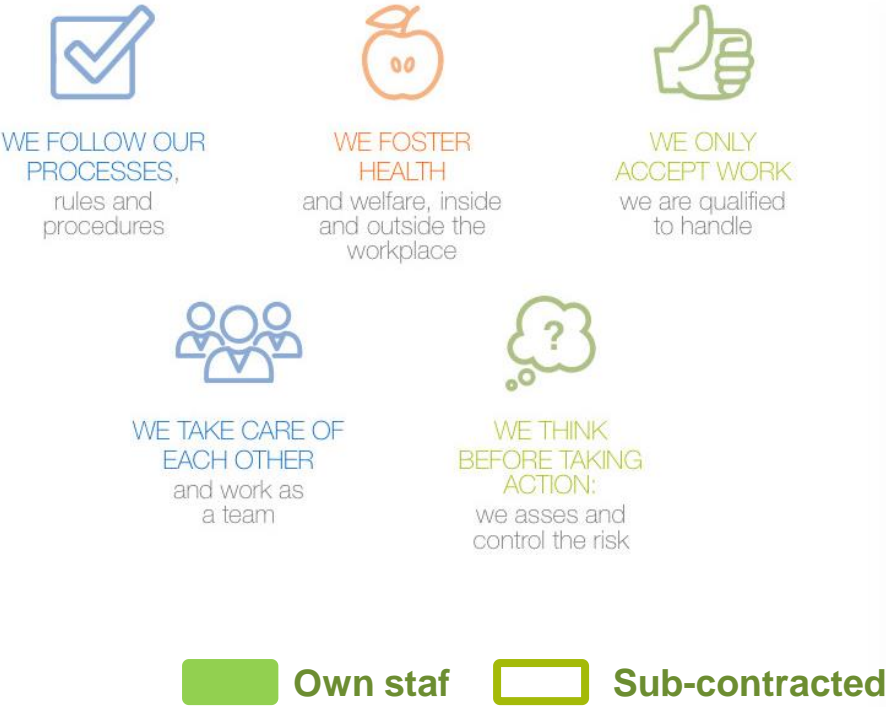 WE FOLLOW OUR
PROCESSES,
rules and
procedures
WE FOSTER
HEALTH
and welfare, inside
and outside the
workplace
WE ONLY
ACCEPT WORK
we are qualified
to handle
WE TAKE CARE OF
EACH OTHER
and work as
a team
?
WE THINK
BEFORE TAKING
ACTION:
we asses and
control the risk
Own staf
Sub-contracted